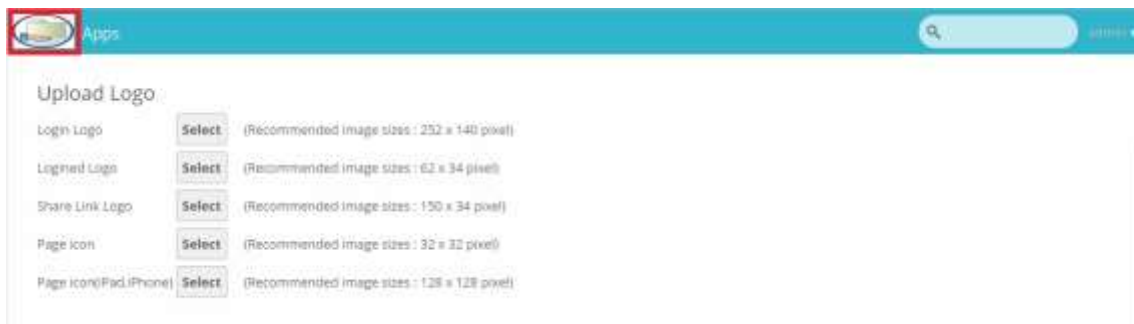 Apps
admin
Upload Logo
Login Logo Select (Recommended image sizes : 252 x 140 pixel)
Logined Logo Select (Recommended image sizes : 62 x 34 pixel)
Share Link Logo Select (Recommended image sizes : 150 x 34 pixel)
Page icon Select (Recommended image sizes : 32 x 32 pixel)
Page icon(iPad,iPhone) Select (Recommended image sizes : 128 x 128 pixel)